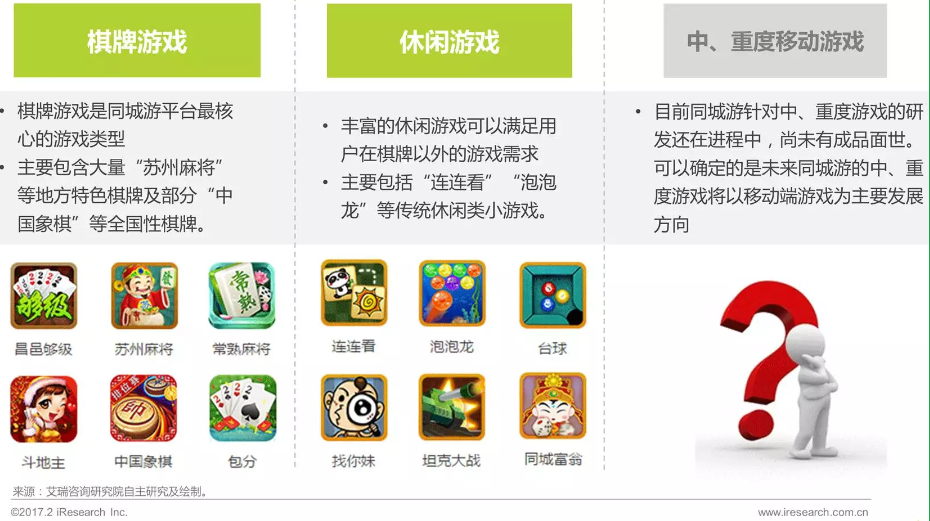 棋牌游戏
• 棋牌游戏是同城游平台最核
心的游戏类型
• 主要包含大量“苏州麻将”
等地方特色棋牌及部分“中
国象棋”等全国性棋牌。
够级
发
常熟
昌邑够级
苏州麻将
常熟麻将
排位赛
斗地主
中国象棋
包分
休闲游戏
• 丰富的休闲游戏可以满足用
户在棋牌以外的游戏需求
• 主要包括“连连看”“泡泡
龙”等传统休闲类小游戏。
连连看
泡泡龙
台球
找你妹
坦克大战
同城富翁
中、重度移动游戏
• 目前同城游针对中、重度游戏的研
发还在进程中，尚未有成品面世。
可以确定的是未来同城游的中、重
度游戏将以移动端游戏为主要发展
方向
来源：艾瑞咨询研究院自主研究及绘制。
©2017.2 iResearch Inc.
www.iresearch.com.cn